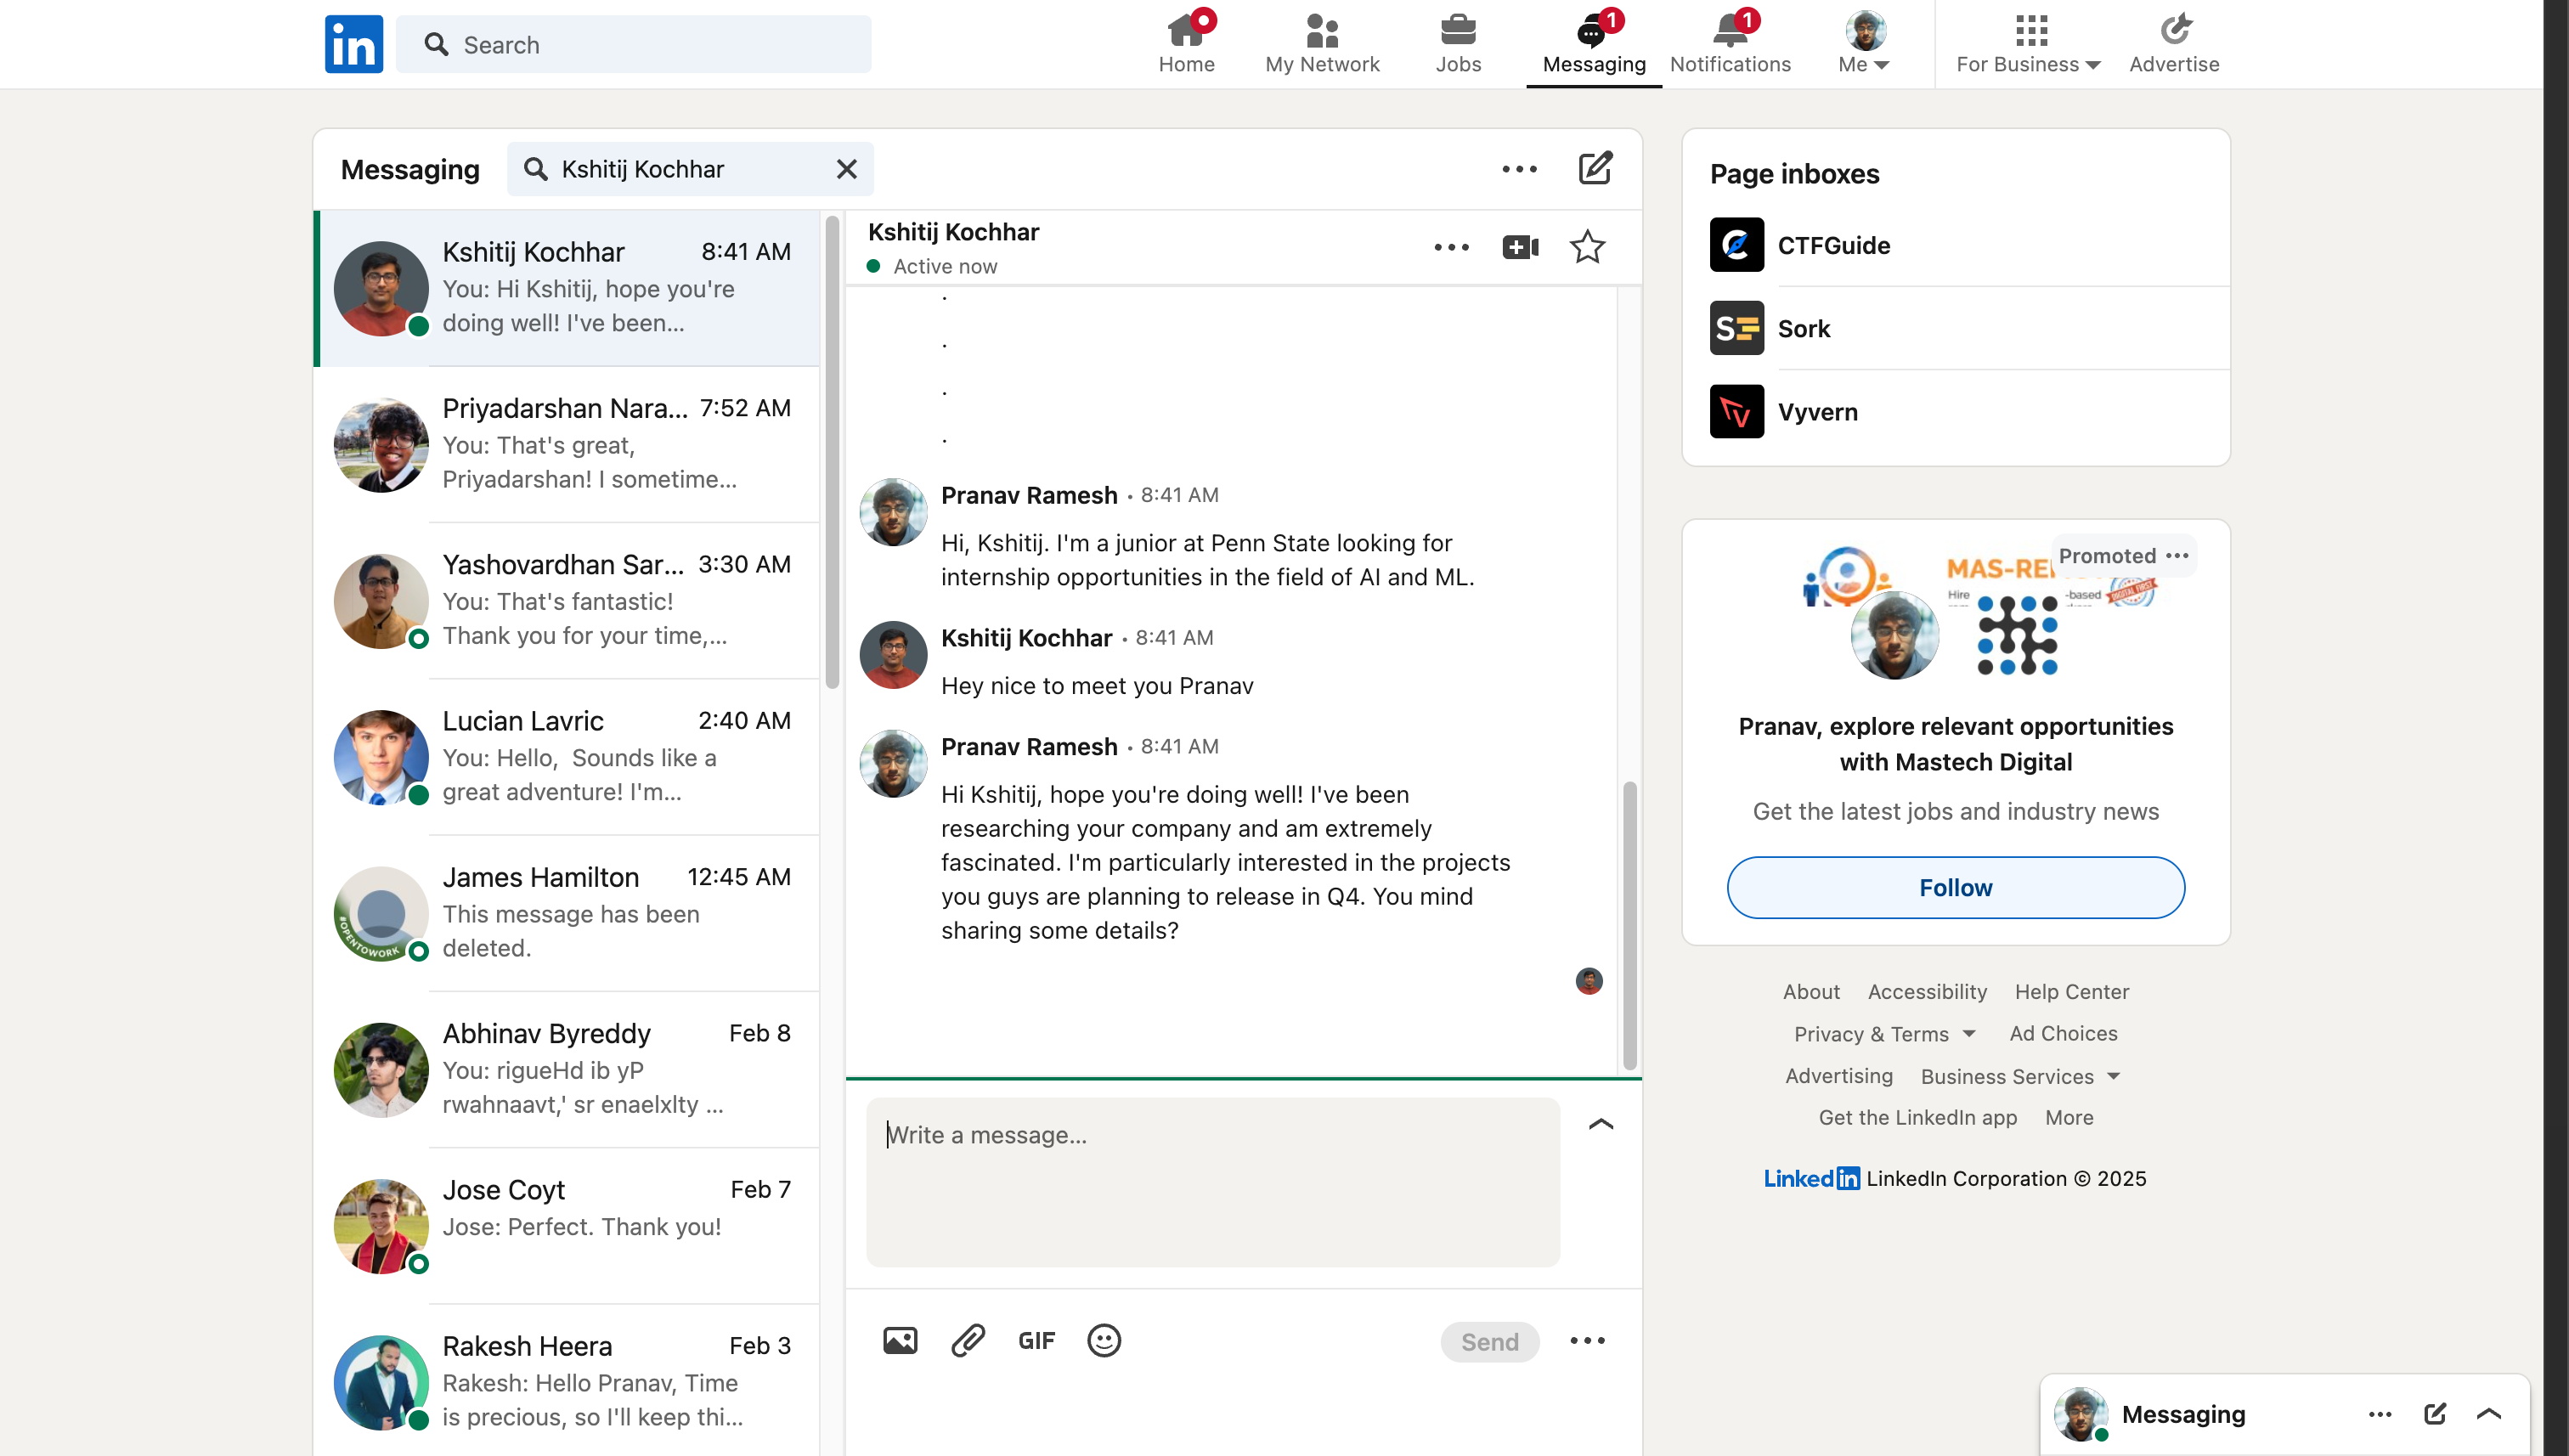 in
Search
Home
My Network
Jobs
1
Messaging
1
Notifications
Me
For Business
Advertise
Messaging
Kshitij Kochhar
Kshitij Kochhar
8:41 AM
You: Hi Kshitij, hope you're
doing well! I've been...
Priyadarshan Nara...
7:52 AM
You: That's great,
Priyadarshan! I sometime...
Yashovardhan Sar...
3:30 AM
You: That's fantastic!
Thank you for your time,...
Lucian Lavric
2:40 AM
You: Hello, Sounds like a
great adventure! I'm...
James Hamilton
12:45 AM
This message has been
deleted.
#OPENTOWORK
Abhinav Byreddy
Feb 8
You: rigueHd ib yP
rwahnaavt,' sr enaelxlty ...
Jose Coyt
Feb 7
Jose: Perfect. Thank you!
Rakesh Heera
Feb 3
Rakesh: Hello Pranav, Time
is precious, so I'll keep thi...
Kshitij Kochhar
Active now
.
.
.
.
Pranav Ramesh • 8:41 AM
Hi, Kshitij. I'm a junior at Penn State looking for
internship opportunities in the field of AI and ML.
Kshitij Kochhar • 8:41 AM
Hey nice to meet you Pranav
Pranav Ramesh • 8:41 AM
Hi Kshitij, hope you're doing well! I've been
researching your company and am extremely
fascinated. I'm particularly interested in the projects
you guys are planning to release in Q4. You mind
sharing some details?
Write a message...
GIF
Send
Page inboxes
CTFGuide
Sork
Vyvern
Promoted
Hire
-based
DIGITAL FIRST
Pranav, explore relevant opportunities
with Mastech Digital
Get the latest jobs and industry news
Follow
About Accessibility Help Center
Privacy & Terms Ad Choices
Advertising Business Services
Get the LinkedIn app More
LinkedIn LinkedIn Corporation © 2025
Messaging